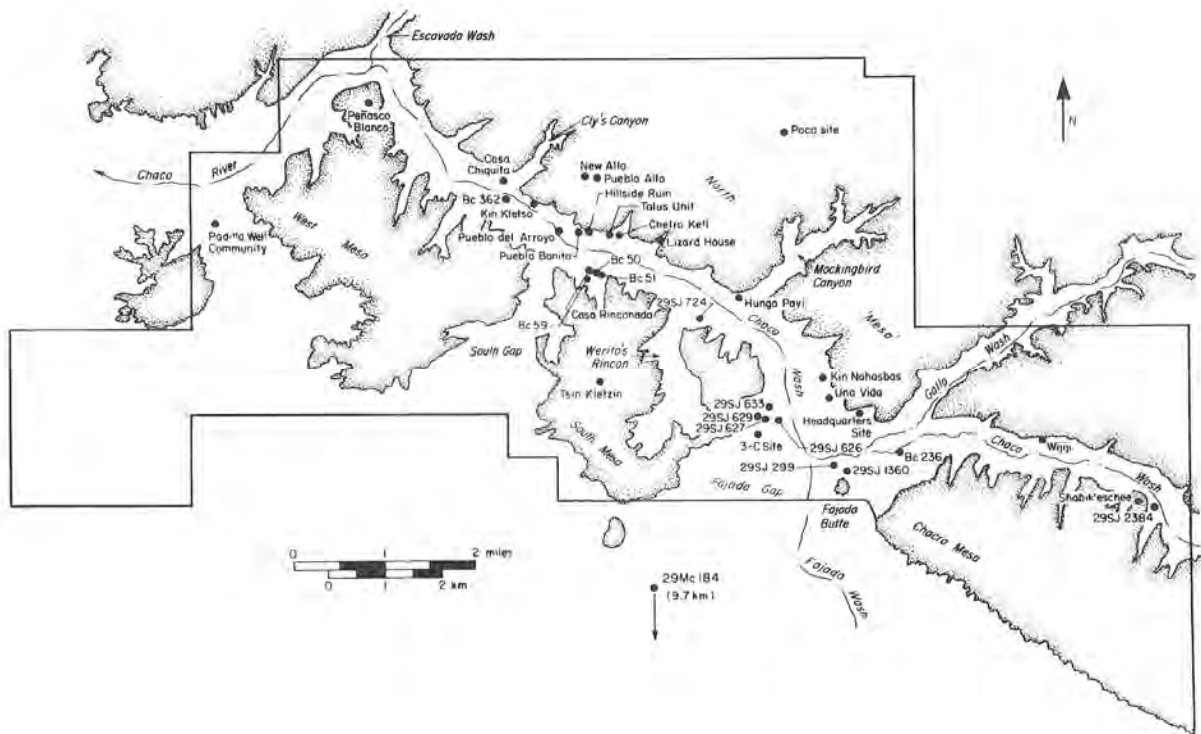 Escavada Wash
N
Peñasco
Blanco
Cly's Canyon
Poco site
Casa
Chiquita
New Alto
Pueblo Alto
Chaco
River
North
Hillside Ruin
Bc 362
Talus Unit
Kin Kletso
Chetro Ketl
West
Mesa
Padilla Well
Community
Pueblo del Arroyo
Lizard House
Pueblo Bonito
Bc 50
Mockingbird
Canyon
Bc 51
29SJ 724
Hungo Pavi
Casa Rinconada
Chaco
Bc 59
Mesa
South Gap
Werito's
Rincon
Wash
Gallo
Wash
Kin Nahasbas
Tsin Kletzin
Una Vida
29SJ 633
29SJ 629
Headquarters
Site
29SJ 627
South Mesa
3-C Site
29SJ 626
Bc 236
Chaco
Wijiji
Wash
29SJ 299
29SJ 1360
Fajada Gap
Shabik'eschee
29SJ 2384
Fajada
Butte
Chacra Mesa
0 2 miles
0 2 km
29Mc 184
(9.7 km)
Fajada
Wash